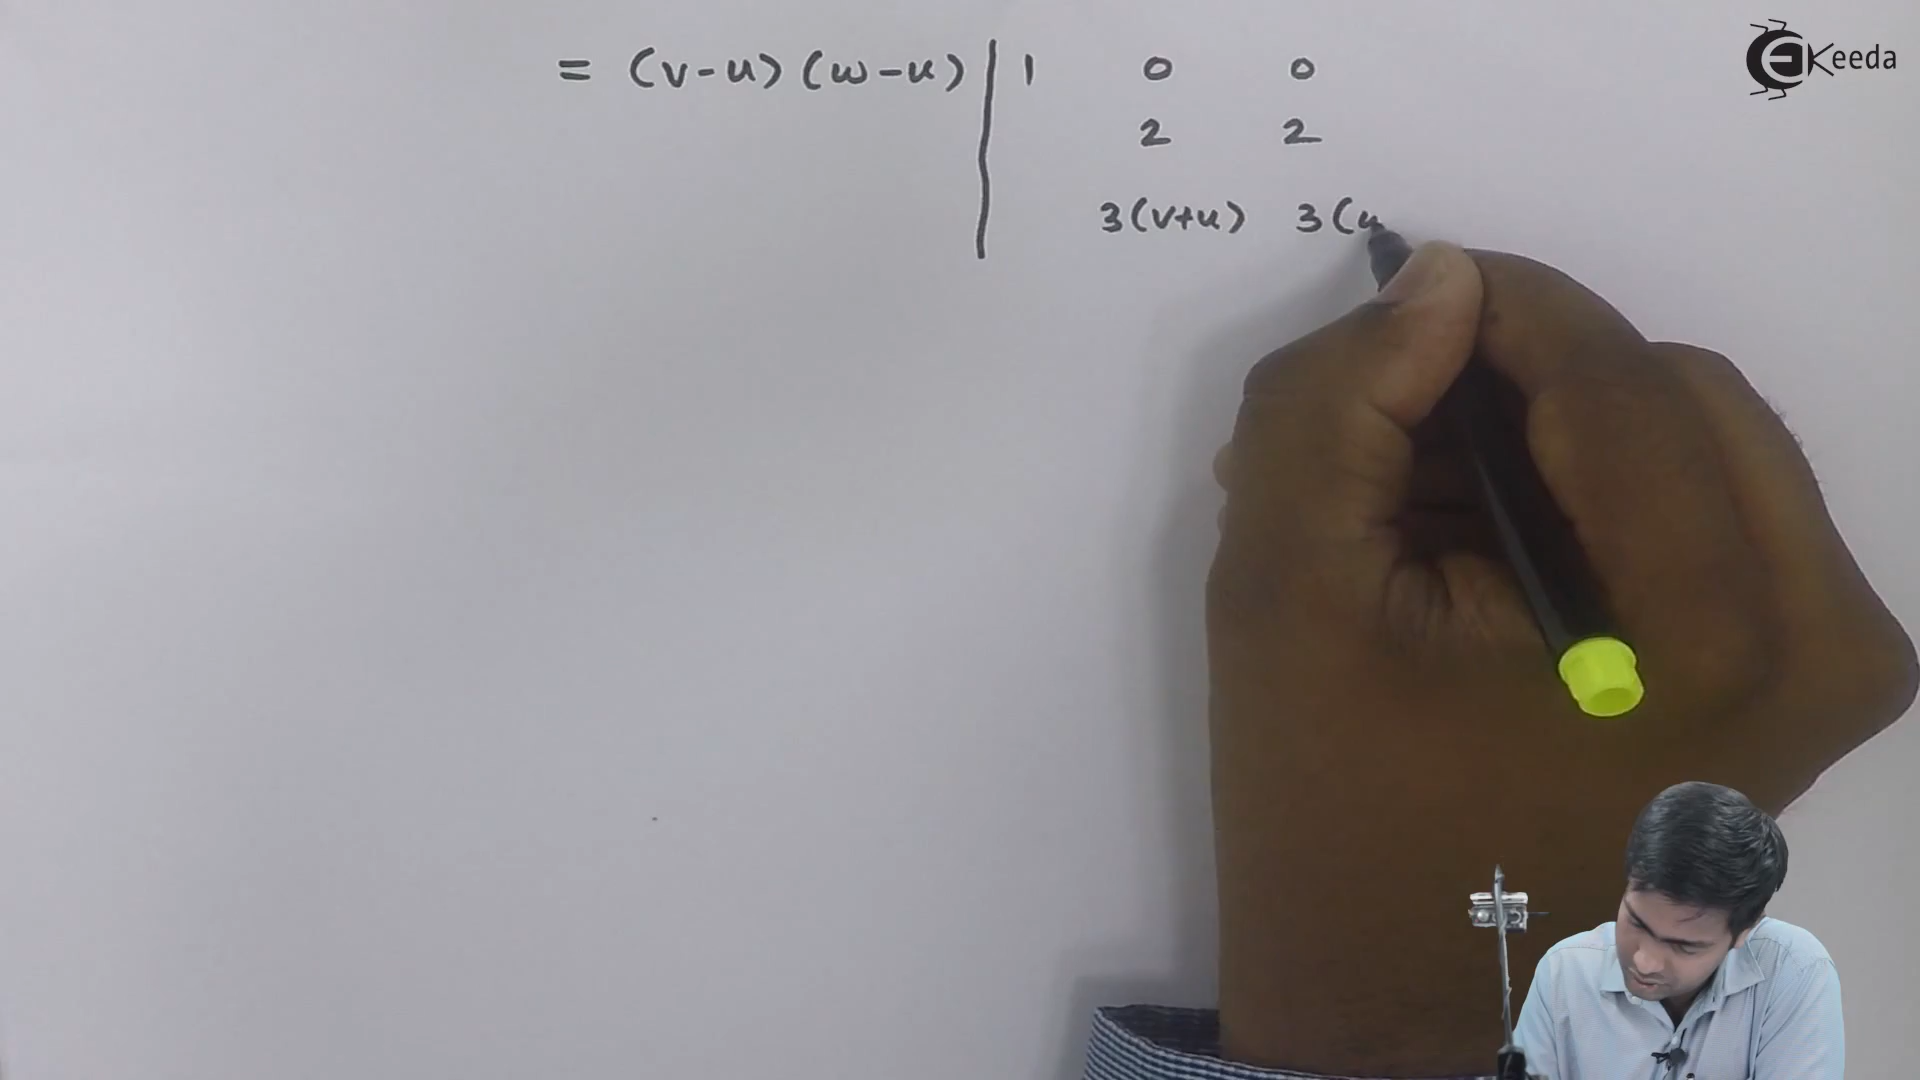 EKeeda
= (v-u) (w-u) | 1 0 0
2 2
3(v+u) 3(